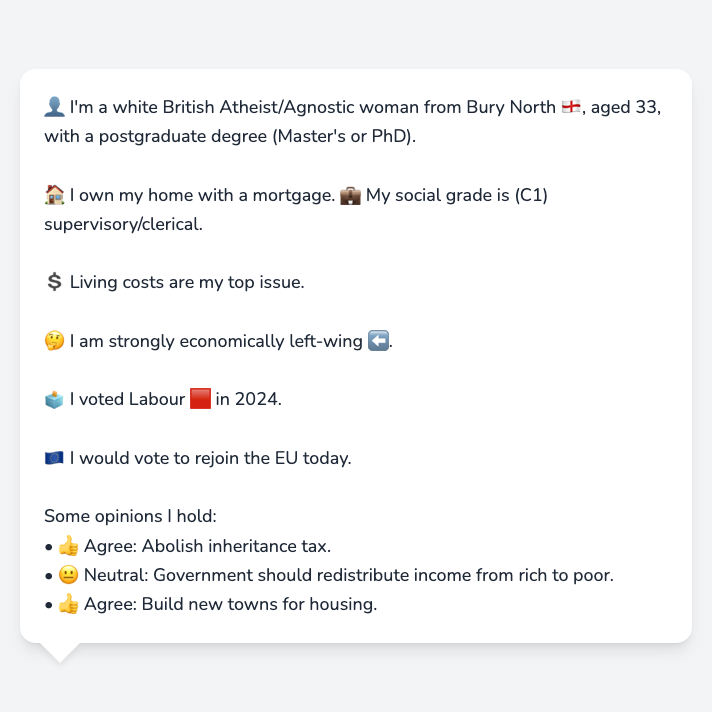 👤 I'm a white British Atheist/Agnostic woman from Bury North 🏴󠁧󠁢󠁥󠁮󠁧󠁿, aged 33,
with a postgraduate degree (Master's or PhD).
🏠 I own my home with a mortgage. 💼 My social grade is (C1)
supervisory/clerical.
💲 Living costs are my top issue.
🤔 I am strongly economically left-wing ⬅️.
🗳️ I voted Labour 🟥 in 2024.
🇪🇺 I would vote to rejoin the EU today.
Some opinions I hold:
• 👍 Agree: Abolish inheritance tax.
• 😐 Neutral: Government should redistribute income from rich to poor.
• 👍 Agree: Build new towns for housing.